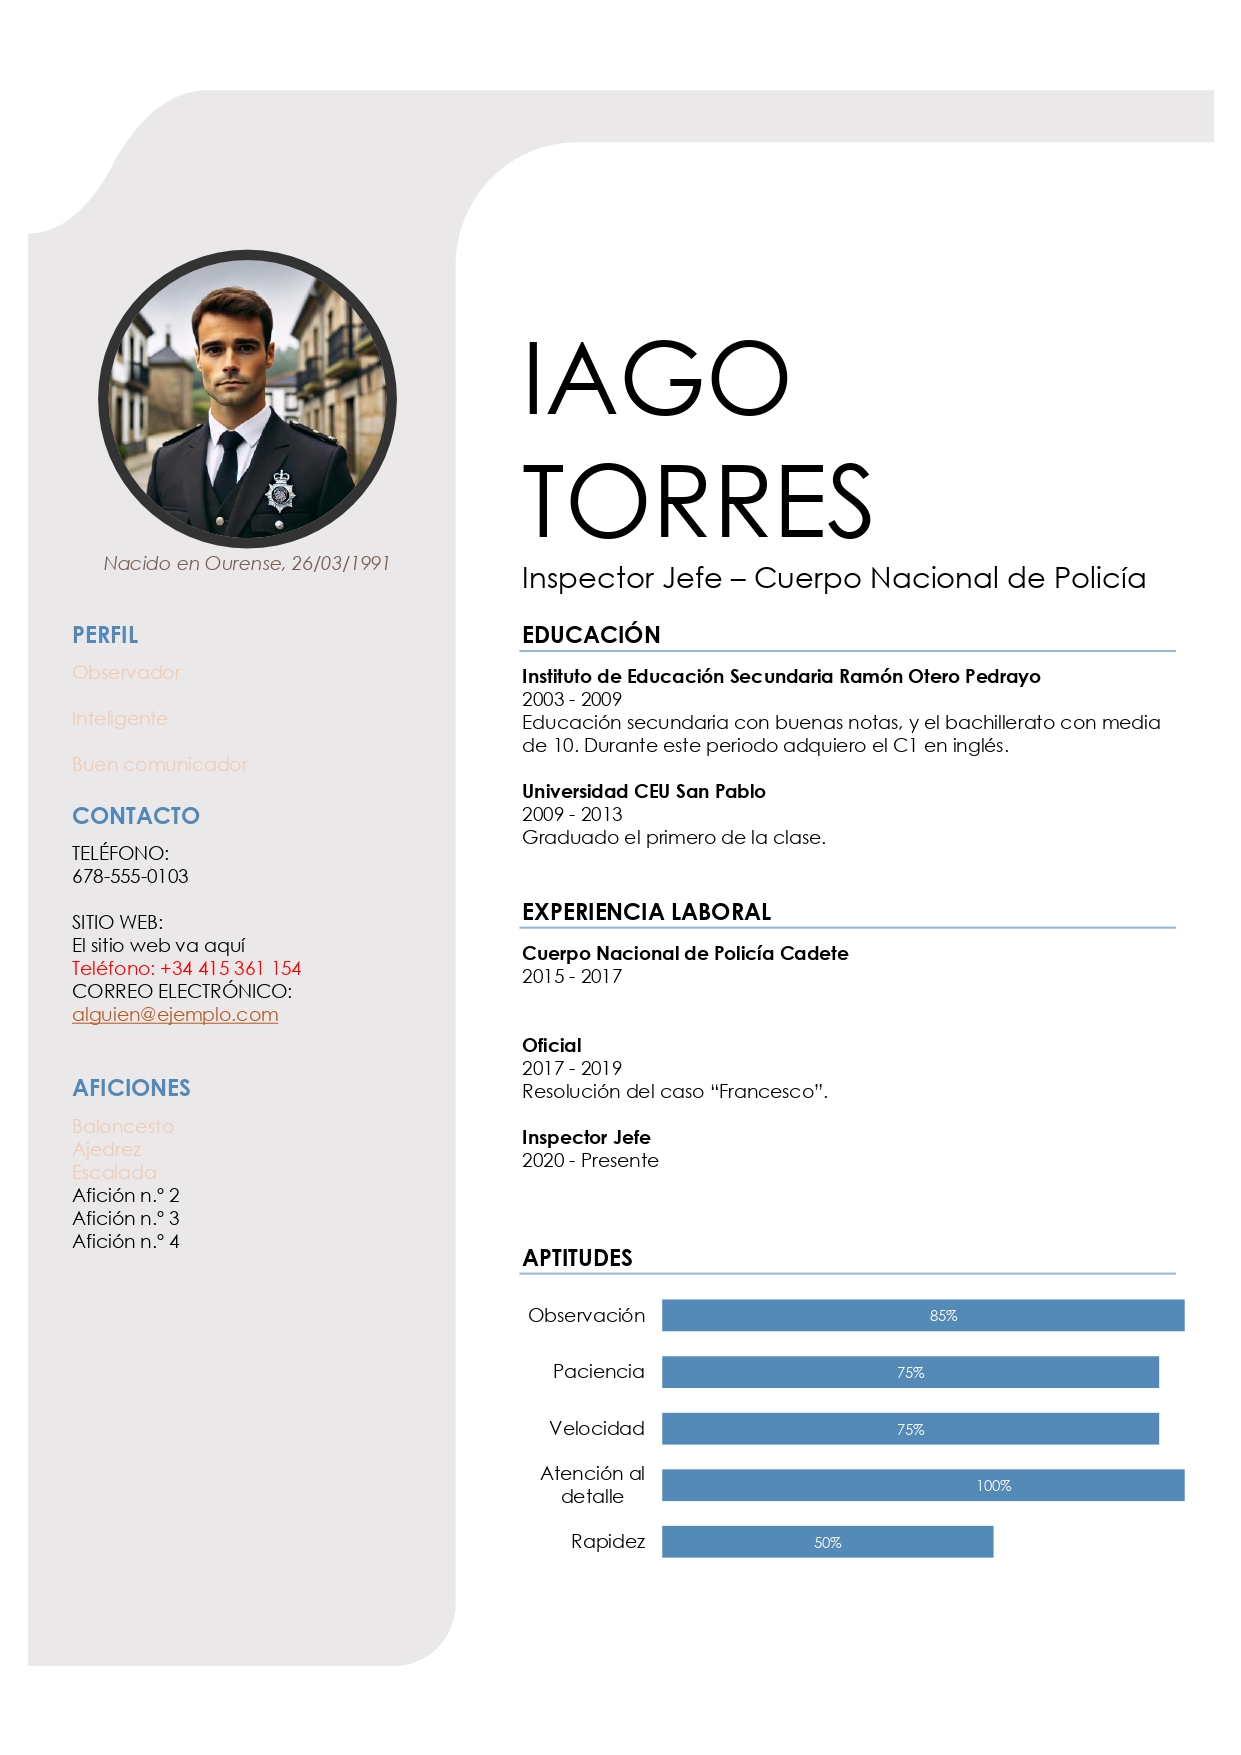 IAGO
TORRES
Inspector Jefe – Cuerpo Nacional de Policía
Nacido en Ourense, 26/03/1991
PERFIL
Observador
Inteligente
Buen comunicador
CONTACTO
TELÉFONO:
678-555-0103
SITIO WEB:
El sitio web va aquí
Teléfono: +34 415 361 154
CORREO ELECTRÓNICO:
alguien@ejemplo.com
AFICIONES
Baloncesto
Ajedrez
Escalada
Afición n.º 2
Afición n.º 3
Afición n.º 4
EDUCACIÓN
Instituto de Educación Secundaria Ramón Otero Pedrayo
2003 - 2009
Educación secundaria con buenas notas, y el bachillerato con media
de 10. Durante este periodo adquiero el C1 en inglés.
Universidad CEU San Pablo
2009 - 2013
Graduado el primero de la clase.
EXPERIENCIA LABORAL
Cuerpo Nacional de Policía Cadete
2015 - 2017
Oficial
2017 - 2019
Resolución del caso “Francesco”.
Inspector Jefe
2020 - Presente
APTITUDES
Observación 85%
Paciencia 75%
Velocidad 75%
Atención al
detalle 100%
Rapidez 50%